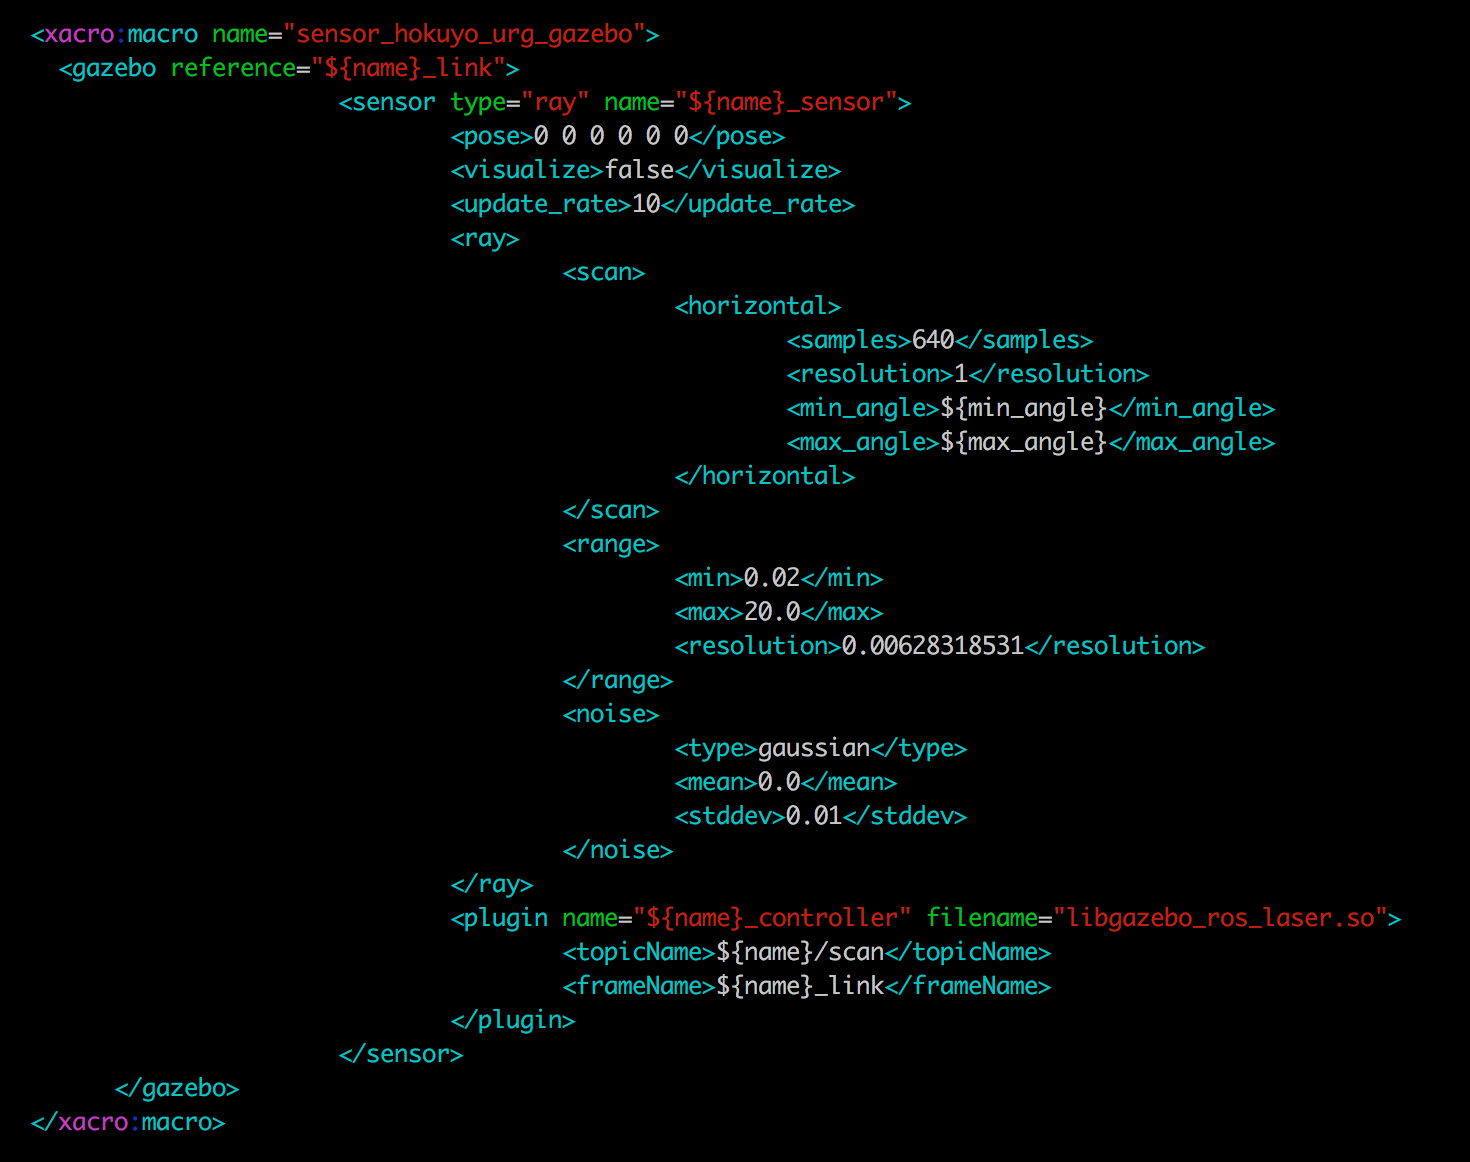 <xacro:macro name="sensor_hokuyo_urg_gazebo">
<gazebo reference="${name}_link">
<sensor type="ray" name="${name}_sensor">
<pose>0 0 0 0 0 0</pose>
<visualize>false</visualize>
<update_rate>10</update_rate>
<ray>
<scan>
<horizontal>
<samples>640</samples>
<resolution>1</resolution>
<min_angle>${min_angle}</min_angle>
<max_angle>${max_angle}</max_angle>
</horizontal>
</scan>
<range>
<min>0.02</min>
<max>20.0</max>
<resolution>0.00628318531</resolution>
</range>
<noise>
<type>gaussian</type>
<mean>0.0</mean>
<stddev>0.01</stddev>
</noise>
</ray>
<plugin name="${name}_controller" filename="libgazebo_ros_laser.so">
<topicName>${name}/scan</topicName>
<frameName>${name}_link</frameName>
</plugin>
</sensor>
</gazebo>
</xacro:macro>